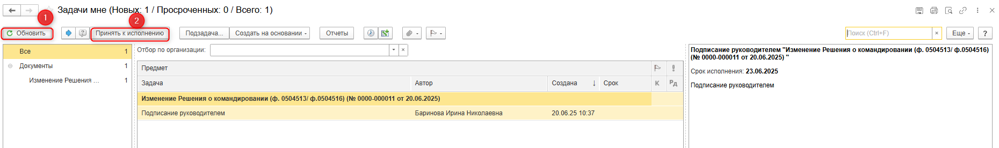 Задачи мне (Новых: 1 / Просроченных: 0 / Всего: 1)
1
2
Обновить
Принять к исполнению
Подзадача...
Создать на основании
Отчеты
Поиск (Ctrl+F)
×
Еще
?
Все 1
Документы 1
Изменение Решения ... 1
Отбор по организации:
Предмет
Задача Автор Создана ↓ Срок К Рд
Изменение Решения о командировании (ф. 0504513/ ф.0504516) (№ 0000-000011 от 20.06.2025)
Подписание руководителем Баринова Ирина Николаевна 20.06.25 10:37
Подписание руководителем "Изменение Решения о командировании (ф. 0504513/ ф.0504516)
(№ 0000-000011 от 20.06.2025) "
Срок исполнения: 23.06.2025
Подписание руководителем